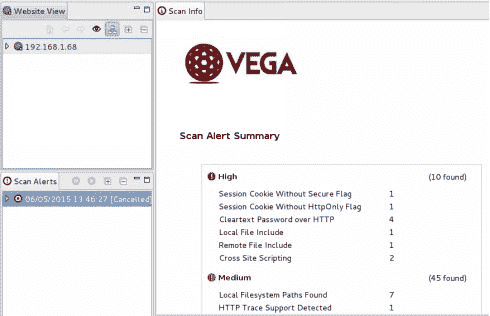 Website View
192.168.1.68
Scan Alerts
06/05/2015 13:46:27 [Cancelled]
Scan Info
VEGA
Scan Alert Summary
High (10 found)
Session Cookie Without Secure Flag 1
Session Cookie Without HttpOnly Flag 1
Cleartext Password over HTTP 4
Local File Include 1
Remote File Include 1
Cross Site Scripting 2
Medium (45 found)
Local Filesystem Paths Found 7
HTTP Trace Support Detected 1